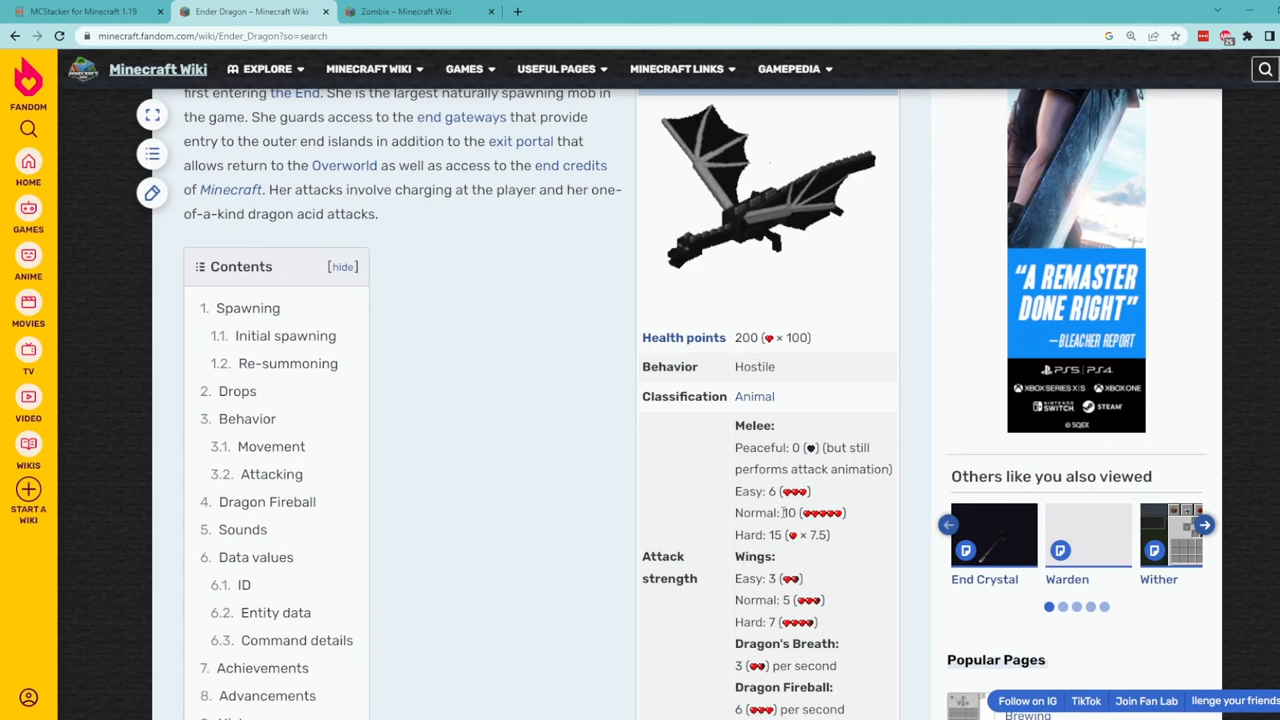 MCStacker for Minecraft 1.19
Ender Dragon – Minecraft Wiki
Zombie – Minecraft Wiki
minecraft.fandom.com/wiki/Ender_Dragon?so=search
25
FANDOM
HOME
GAMES
ANIME
MOVIES
TV
VIDEO
WIKIS
START A
WIKI
Minecraft Wiki
EXPLORE
MINECRAFT WIKI
GAMES
USEFUL PAGES
MINECRAFT LINKS
GAMEPEDIA
first entering the End. She is the largest naturally spawning mob in
the game. She guards access to the end gateways that provide
entry to the outer end islands in addition to the exit portal that
allows return to the Overworld as well as access to the end credits
of Minecraft. Her attacks involve charging at the player and her one-
of-a-kind dragon acid attacks.
Contents [hide]
1. Spawning
1.1. Initial spawning
1.2. Re-summoning
2. Drops
3. Behavior
3.1. Movement
3.2. Attacking
4. Dragon Fireball
5. Sounds
6. Data values
6.1. ID
6.2. Entity data
6.3. Command details
7. Achievements
8. Advancements
Health points 200 (♥ × 100)
Behavior Hostile
Classification Animal
Attack
strength
Melee:
Peaceful: 0 (♥) (but still
performs attack animation)
Easy: 6 (♥♥♥)
Normal: 10 (♥♥♥♥♥)
Hard: 15 (♥ × 7.5)
Wings:
Easy: 3 (♥♥)
Normal: 5 (♥♥♥)
Hard: 7 (♥♥♥♥)
Dragon's Breath:
3 (♥♥) per second
Dragon Fireball:
6 (♥♥♥) per second
"A REMASTER
DONE RIGHT"
—BLEACHER REPORT
PS5 | PS4
XBOX SERIES X|S XBOX ONE
NINTENDO
SWITCH
STEAM
© SQEX
Others like you also viewed
End Crystal
Warden
Wither
Popular Pages
Brewing
Follow on IG
TikTok
Join Fan Lab
llenge your friends